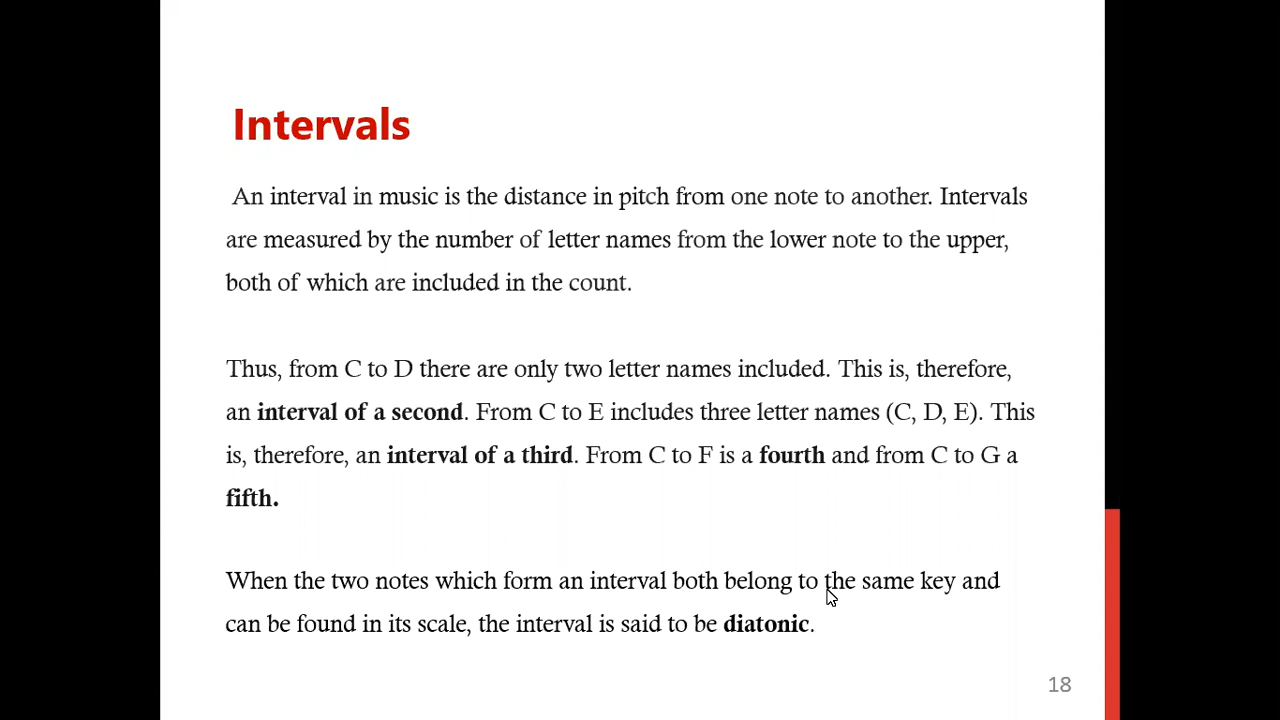 Intervals
An interval in music is the distance in pitch from one note to another. Intervals
are measured by the number of letter names from the lower note to the upper,
both of which are included in the count.
Thus, from C to D there are only two letter names included. This is, therefore,
an interval of a second. From C to E includes three letter names (C, D, E). This
is, therefore, an interval of a third. From C to F is a fourth and from C to G a
fifth.
When the two notes which form an interval both belong to the same key and
can be found in its scale, the interval is said to be diatonic.
18